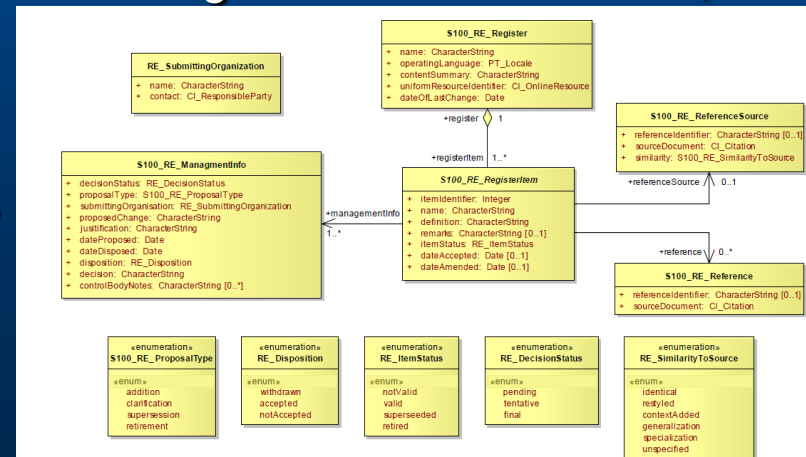 S100_RE_Register
+ name: CharacterString
+ operatingLanguage: PT_Locale
+ contentSummary: CharacterString
+ uniformResourceIdentifier: CI_OnlineResource
+ dateOfLastChange: Date
RE_SubmittingOrganization
+ name: CharacterString
+ contact: CI_ResponsibleParty
+register 1
+registerItem 1..*
S100_RE_ReferenceSource
+ referenceIdentifier: CharacterString [0..1]
+ sourceDocument: CI_Citation
+ similarity: S100_RE_SimilarityToSource
+referenceSource 0..1
S100_RE_ManagmentInfo
+ decisionStatus: RE_DecisionStatus
+ proposalType: S100_RE_ProposalType
+ submittingOrganisation: RE_SubmittingOrganization
+ proposedChange: CharacterString
+ jusitification: CharacterString
+ dateProposed: Date
+ dateDisposed: Date
+ disposition: RE_Disposition
+ decision: CharacterString
+ controlBodyNotes: CharacterString [0..*]
+managementInfo
1..*
S100_RE_RegisterItem
+ itemIdentifier: Integer
+ name: CharacterString
+ definition: CharacterString
+ remarks: CharacterString [0..1]
+ itemStatus: RE_ItemStatus
+ dateAccepted: Date [0..1]
+ dateAmended: Date [0..1]
+reference 0..*
S100_RE_Reference
+ referenceIdentifier: CharacterString [0..1]
+ sourceDocument: CI_Citation
«enumeration»
S100_RE_ProposalType
«enum»
addition
clarification
supersession
retirement
«enumeration»
RE_Disposition
«enum»
withdrawn
accepted
notAccepted
«enumeration»
RE_ItemStatus
«enum»
notValid
valid
superseeded
retired
«enumeration»
RE_DecisionStatus
«enum»
pending
tentative
final
«enumeration»
RE_SimilarityToSource
«enum»
identical
restyled
contextAdded
generalization
specialization
unspecified